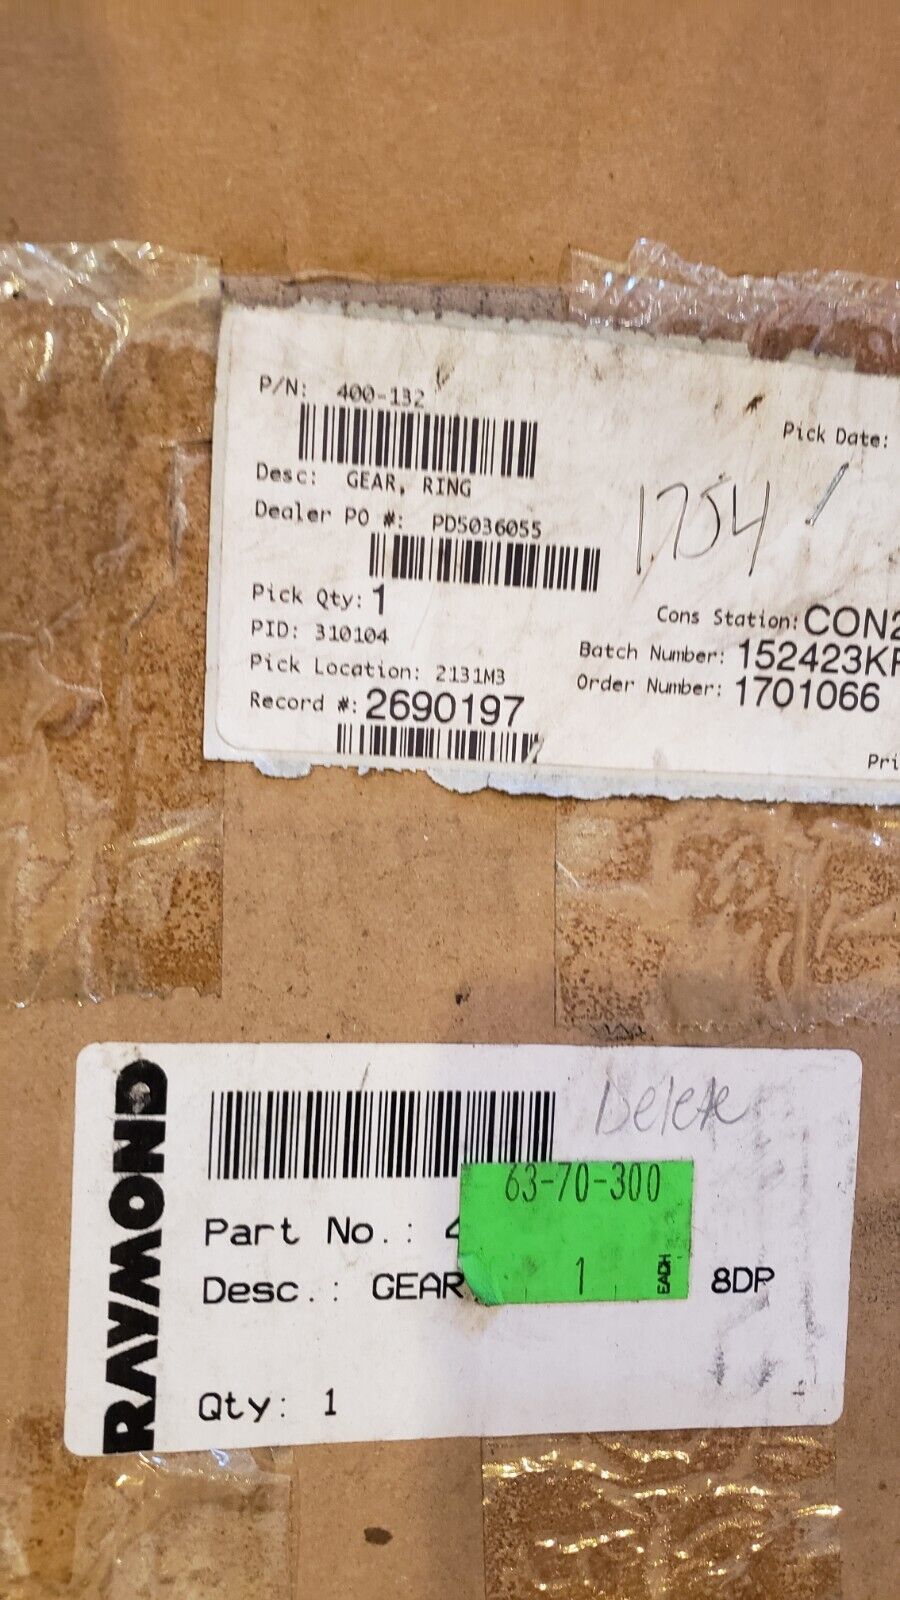 P/N: 400-132
Pick Date:
Desc: GEAR, RING
Dealer PO #: PD5036055
1754
Pick Qty: 1
Cons Station: CON2
PID: 310104
Batch Number: 152423K
Pick Location: 2131M3
Order Number: 1701066
Record #: 2690197
Pri
RAYMOND
Delete
63-70-300
Part No.: 4
1 EACH
Desc.: GEAR 8DP
Qty: 1